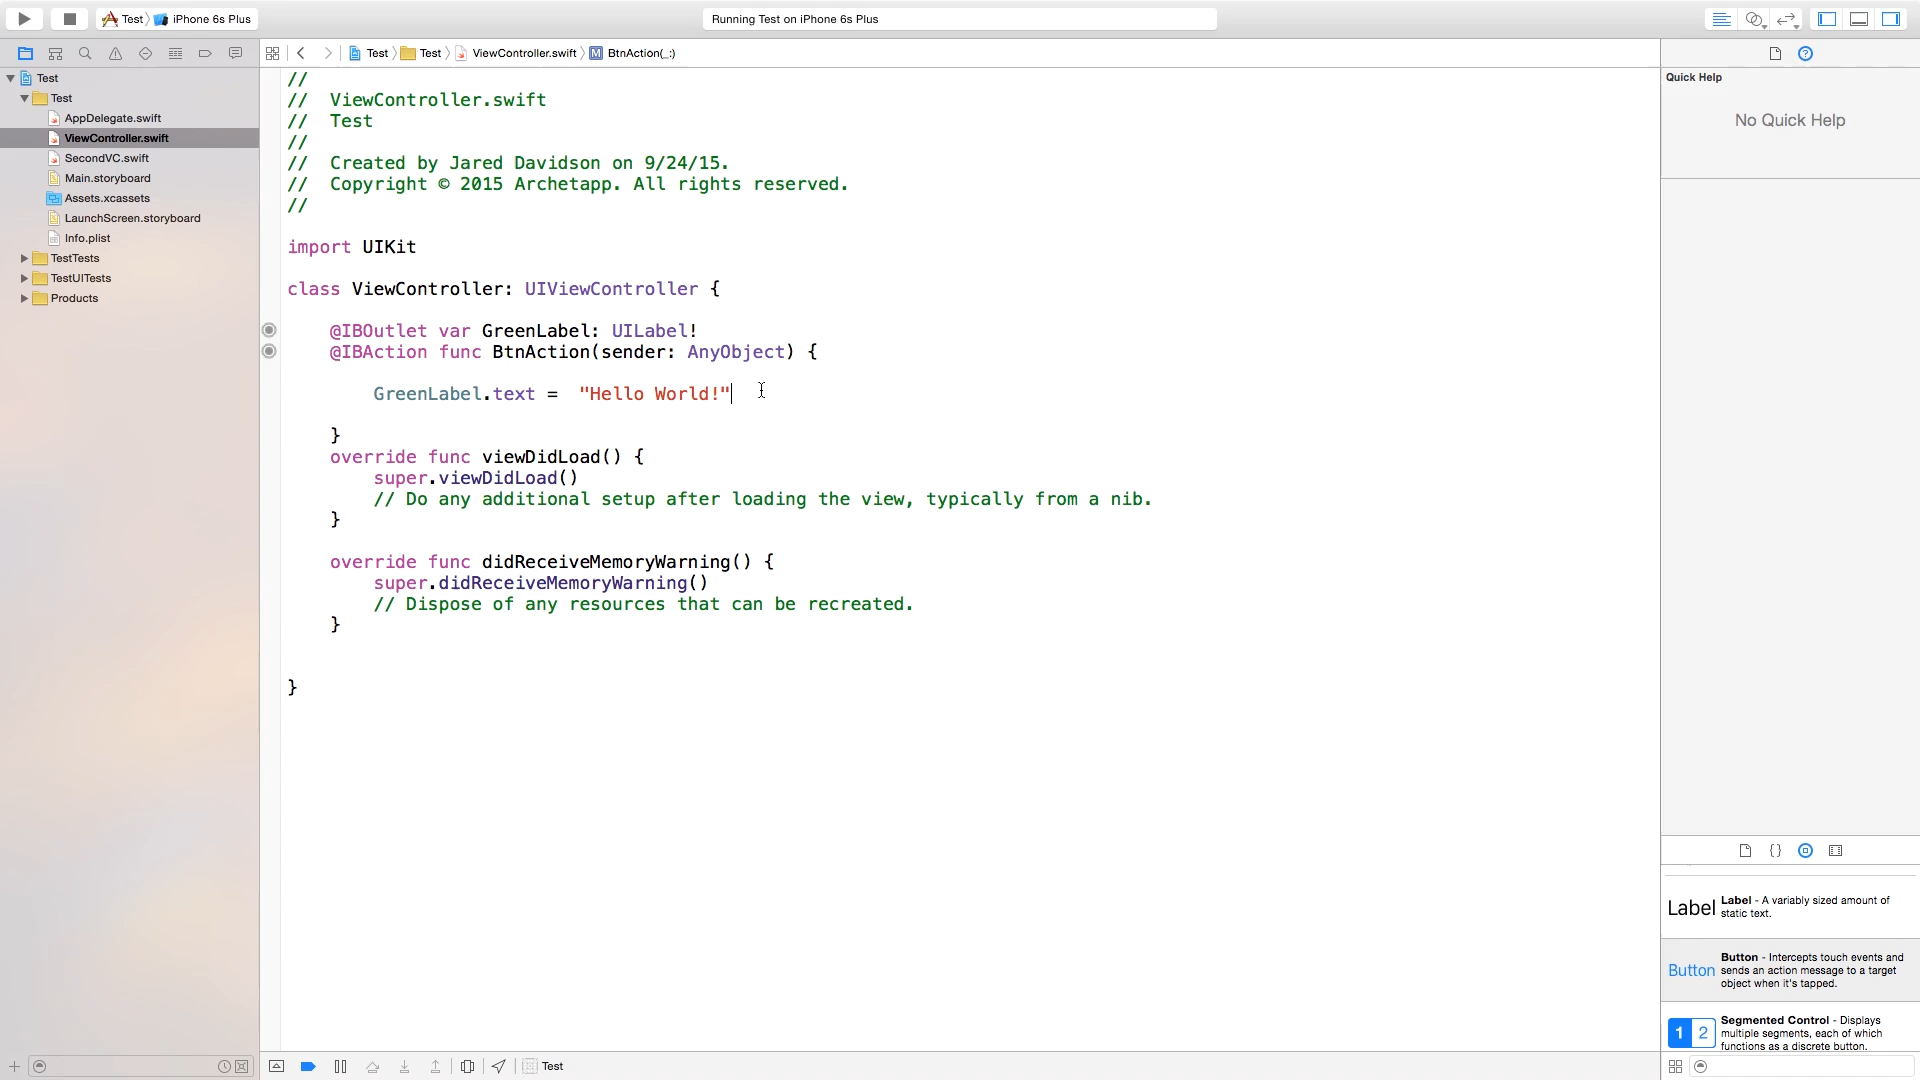 Test iPhone 6s Plus
Running Test on iPhone 6s Plus
Test Test ViewController.swift M BtnAction(_:)
Test
Test
AppDelegate.swift
ViewController.swift
SecondVC.swift
Main.storyboard
Assets.xcassets
LaunchScreen.storyboard
Info.plist
TestTests
TestUITests
Products
//
//  ViewController.swift
//  Test
//
//  Created by Jared Davidson on 9/24/15.
//  Copyright © 2015 Archetapp. All rights reserved.
//
import UIKit
class ViewController: UIViewController {
@IBOutlet var GreenLabel: UILabel!
@IBAction func BtnAction(sender: AnyObject) {
GreenLabel.text =  "Hello World!"
}
override func viewDidLoad() {
super.viewDidLoad()
// Do any additional setup after loading the view, typically from a nib.
}
override func didReceiveMemoryWarning() {
super.didReceiveMemoryWarning()
// Dispose of any resources that can be recreated.
}
}
Test
Quick Help
No Quick Help
{}
Label
Label - A variably sized amount of
static text.
Button
Button - Intercepts touch events and
sends an action message to a target
object when it's tapped.
1 2
Segmented Control - Displays
multiple segments, each of which
functions as a discrete button.